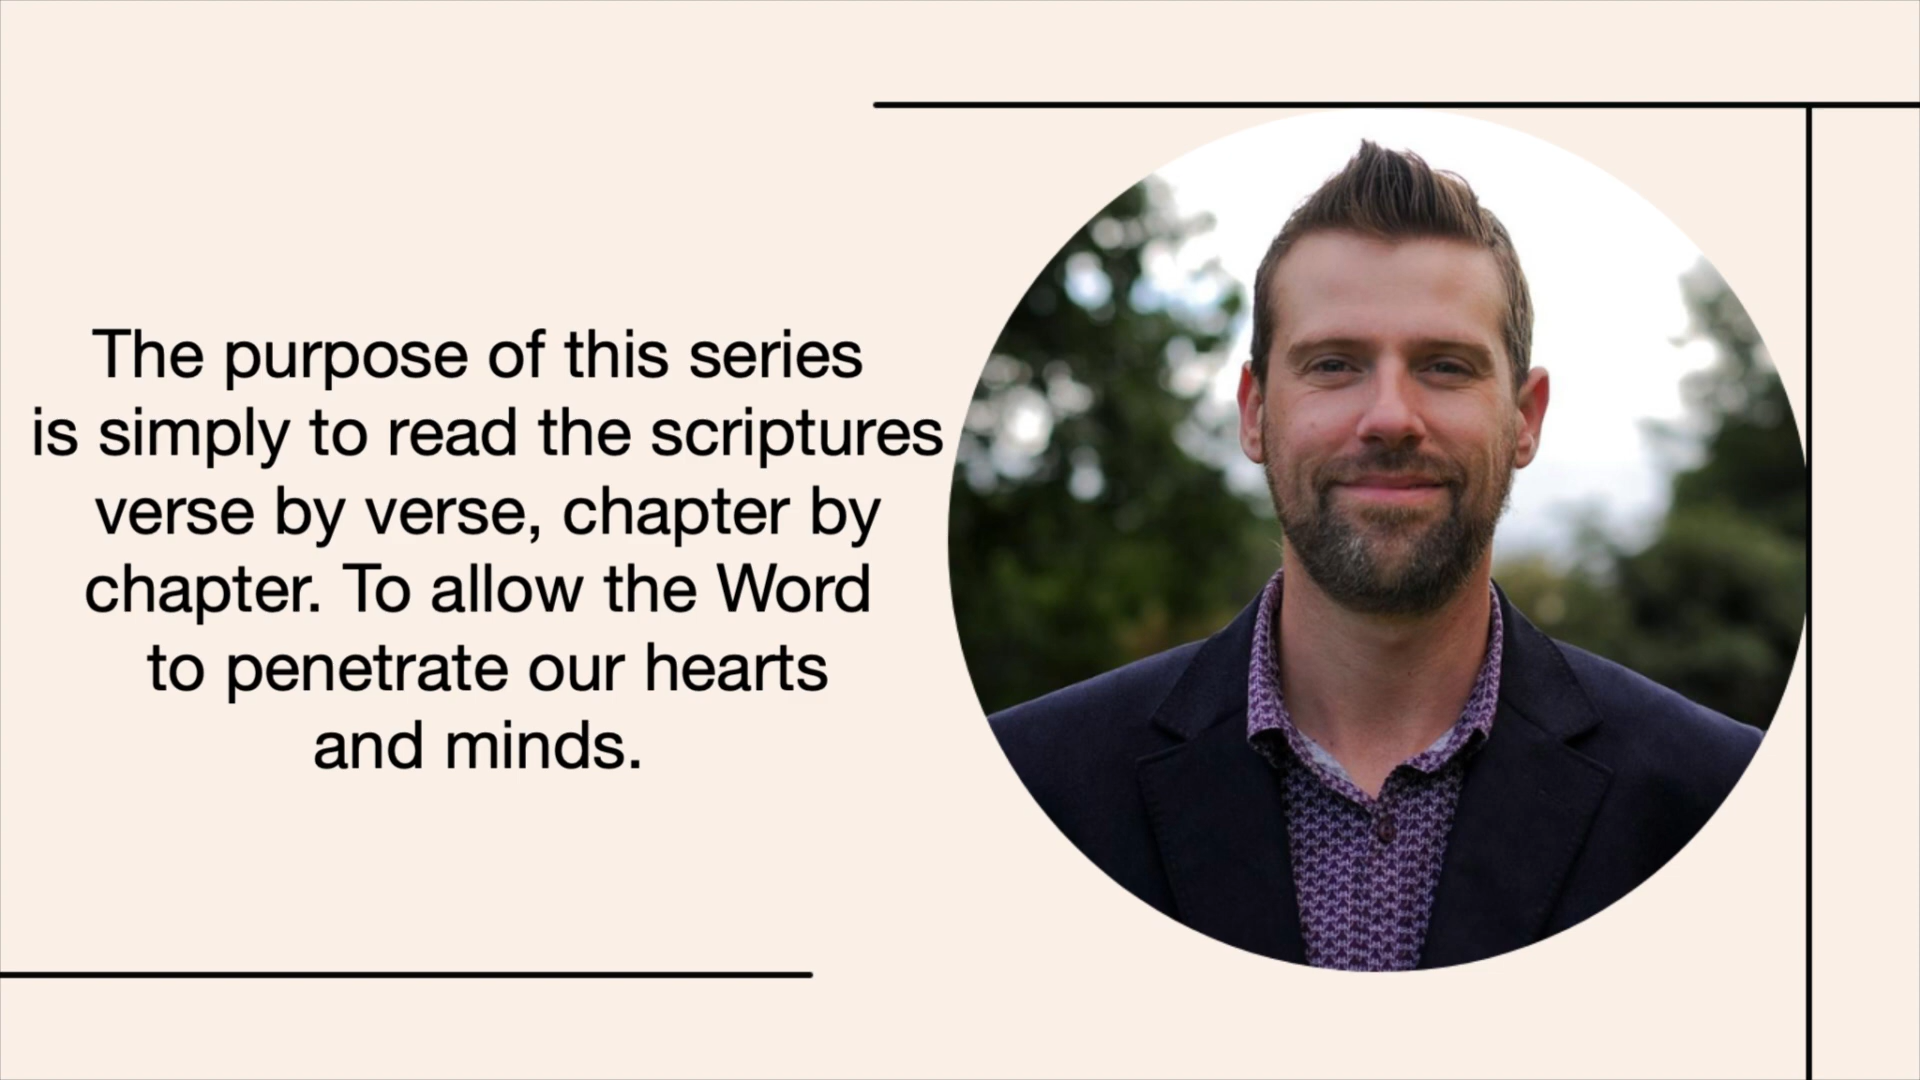 The purpose of this series
is simply to read the scriptures
verse by verse, chapter by
chapter. To allow the Word
to penetrate our hearts
and minds.